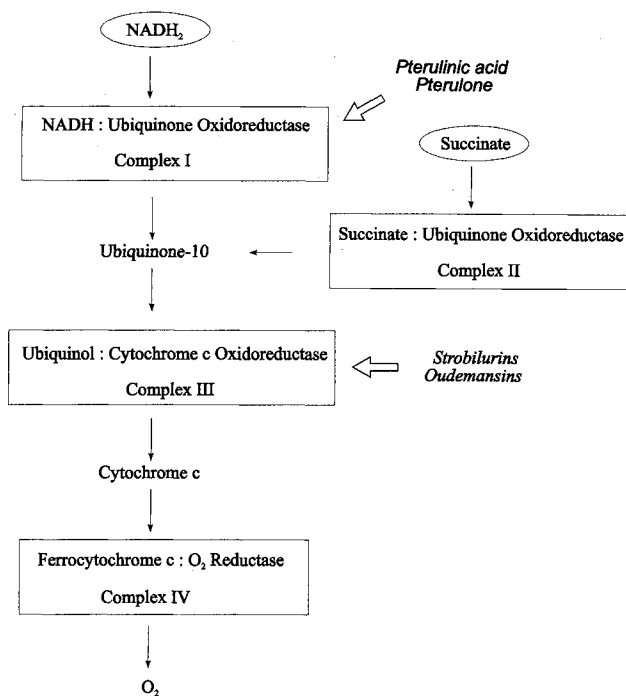 NADH₂
Pterulinic acid
Pterulone
NADH : Ubiquinone Oxidoreductase
Complex I
Succinate
Ubiquinone-10
Succinate : Ubiquinone Oxidoreductase
Complex II
Ubiquinol : Cytochrome c Oxidoreductase
Complex III
Strobilurins
Oudemansins
Cytochrome c
Ferrocytochrome c : O₂ Reductase
Complex IV
O₂